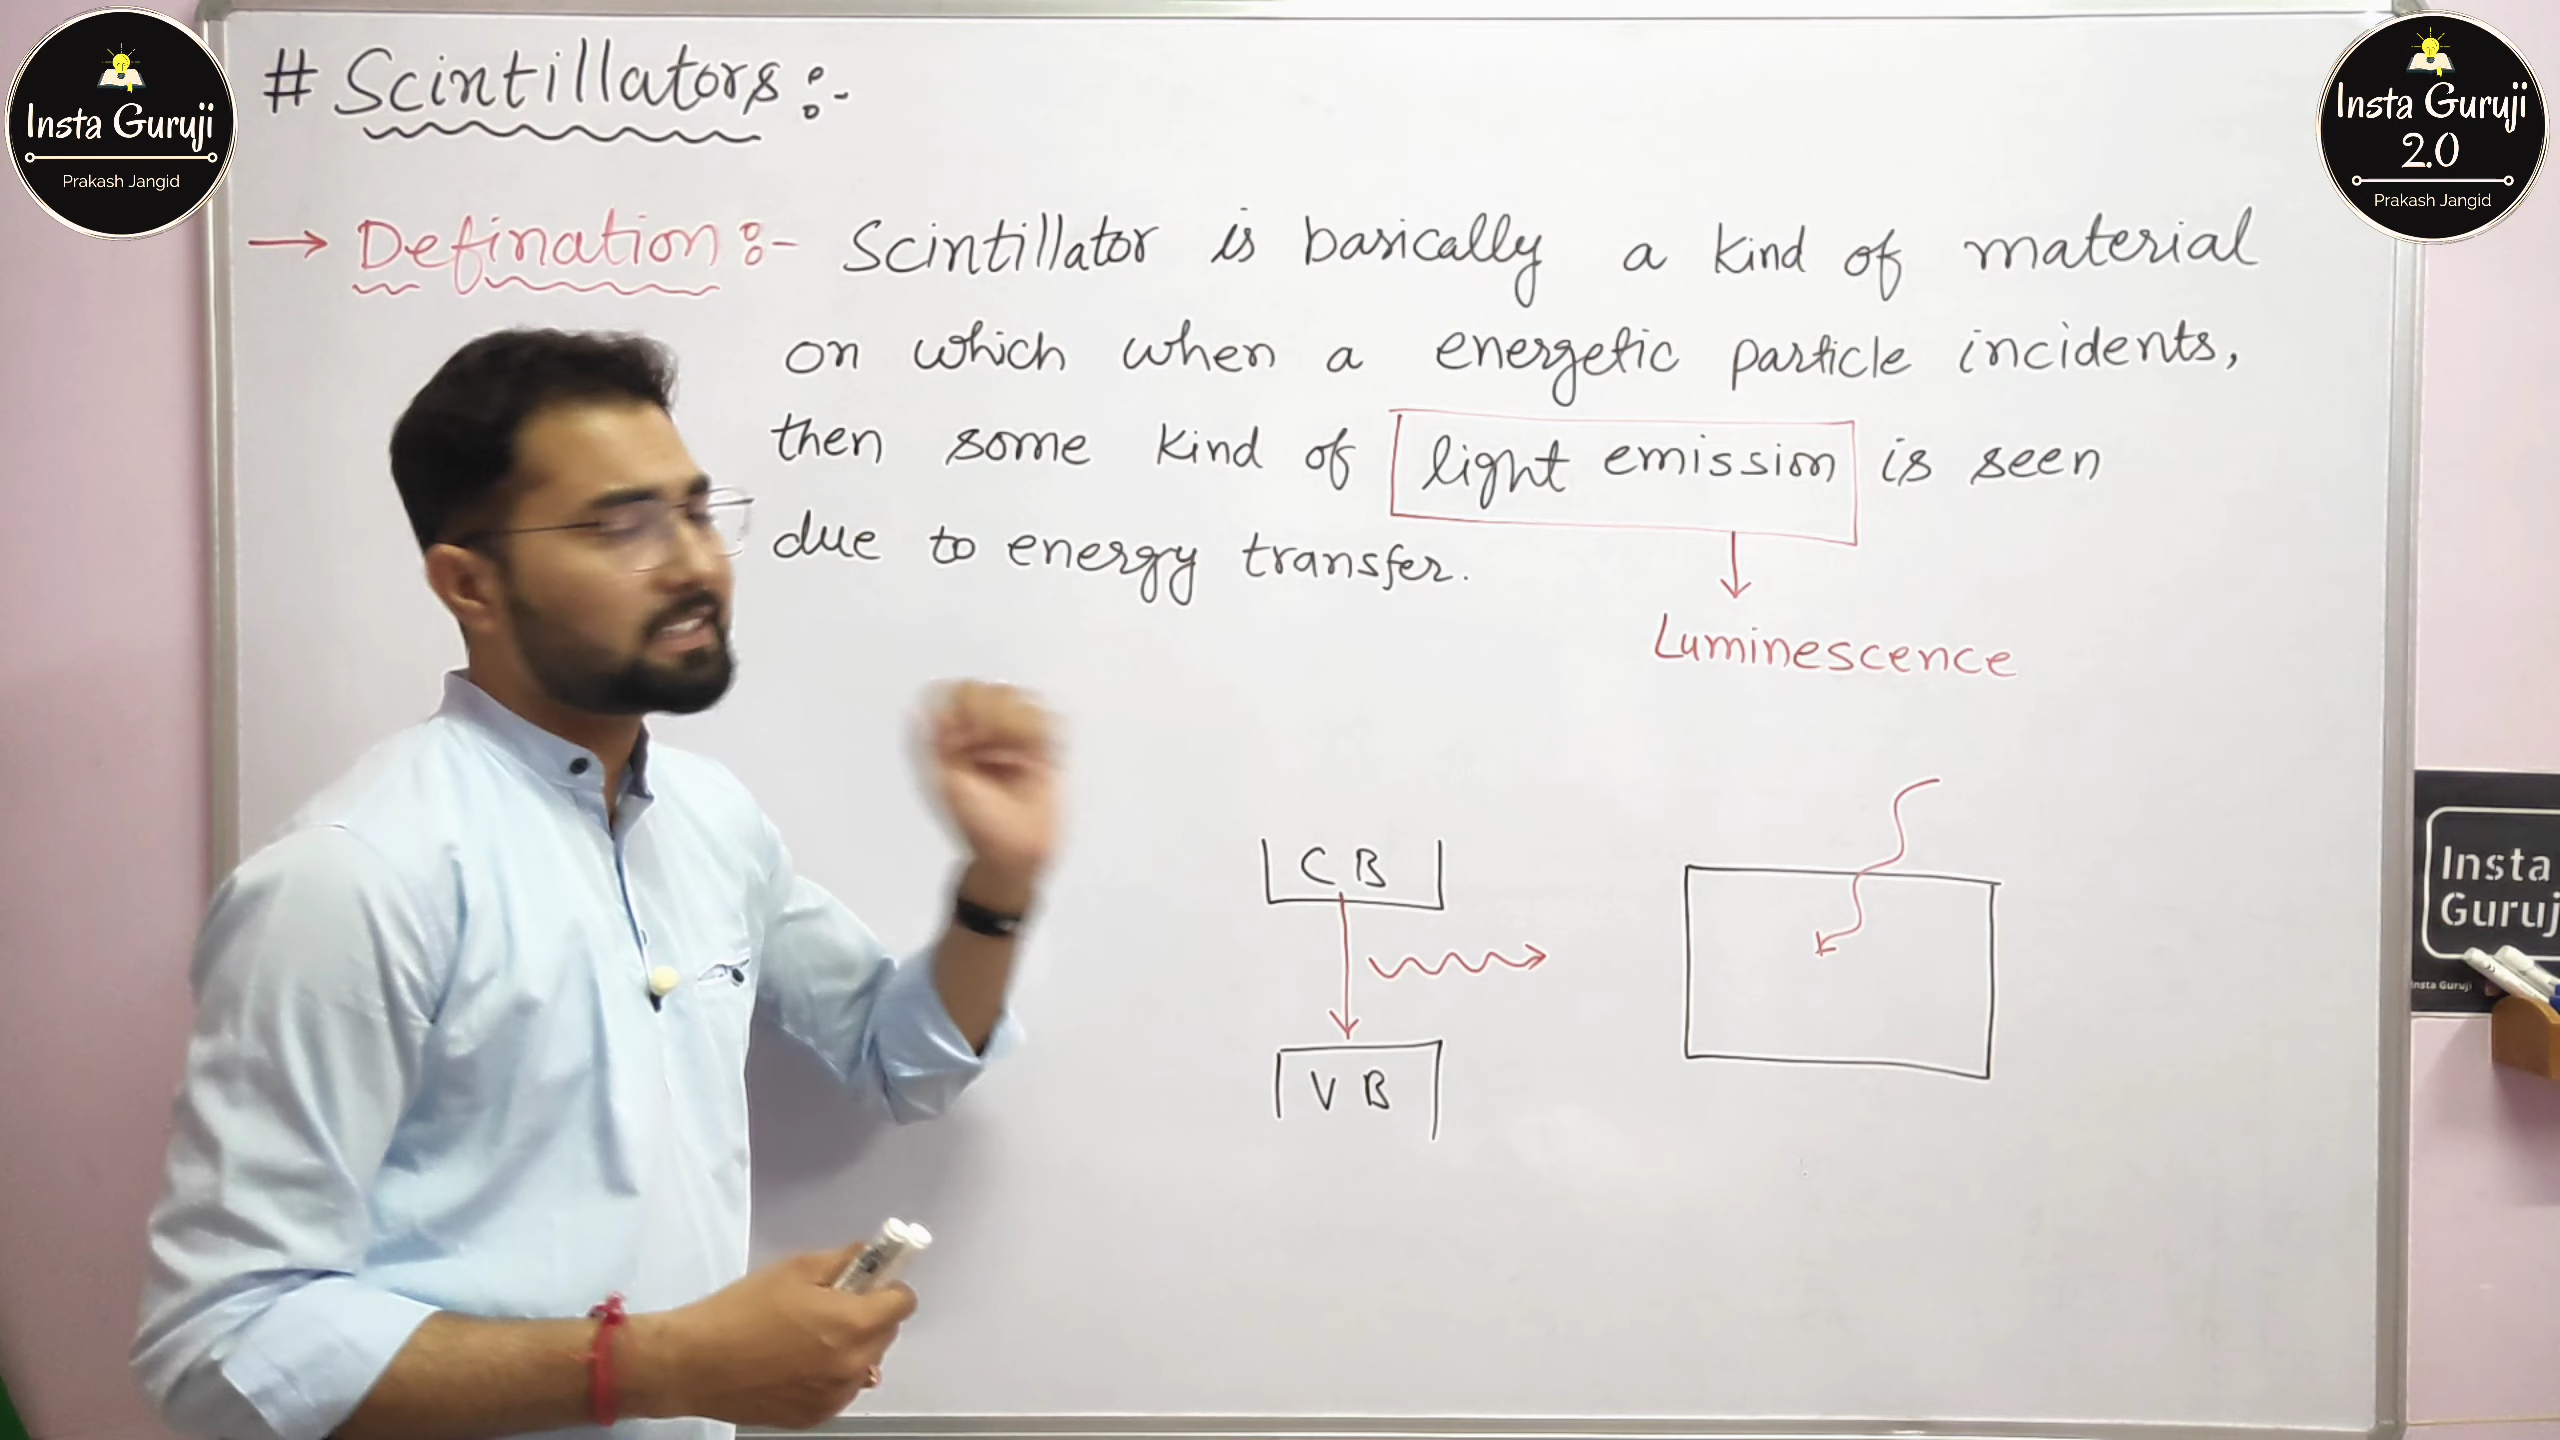 Insta Guruji
Prakash Jangid
Insta Guruji
2.0
Prakash Jangid
# Scintillators :-
→ Defination :- Scintillator is basically a kind of material
on which when a energetic particle incidents,
then some kind of light emission is seen
due to energy transfer.
Luminescence
C B
V B
Insta
Guruj
Insta Guruji